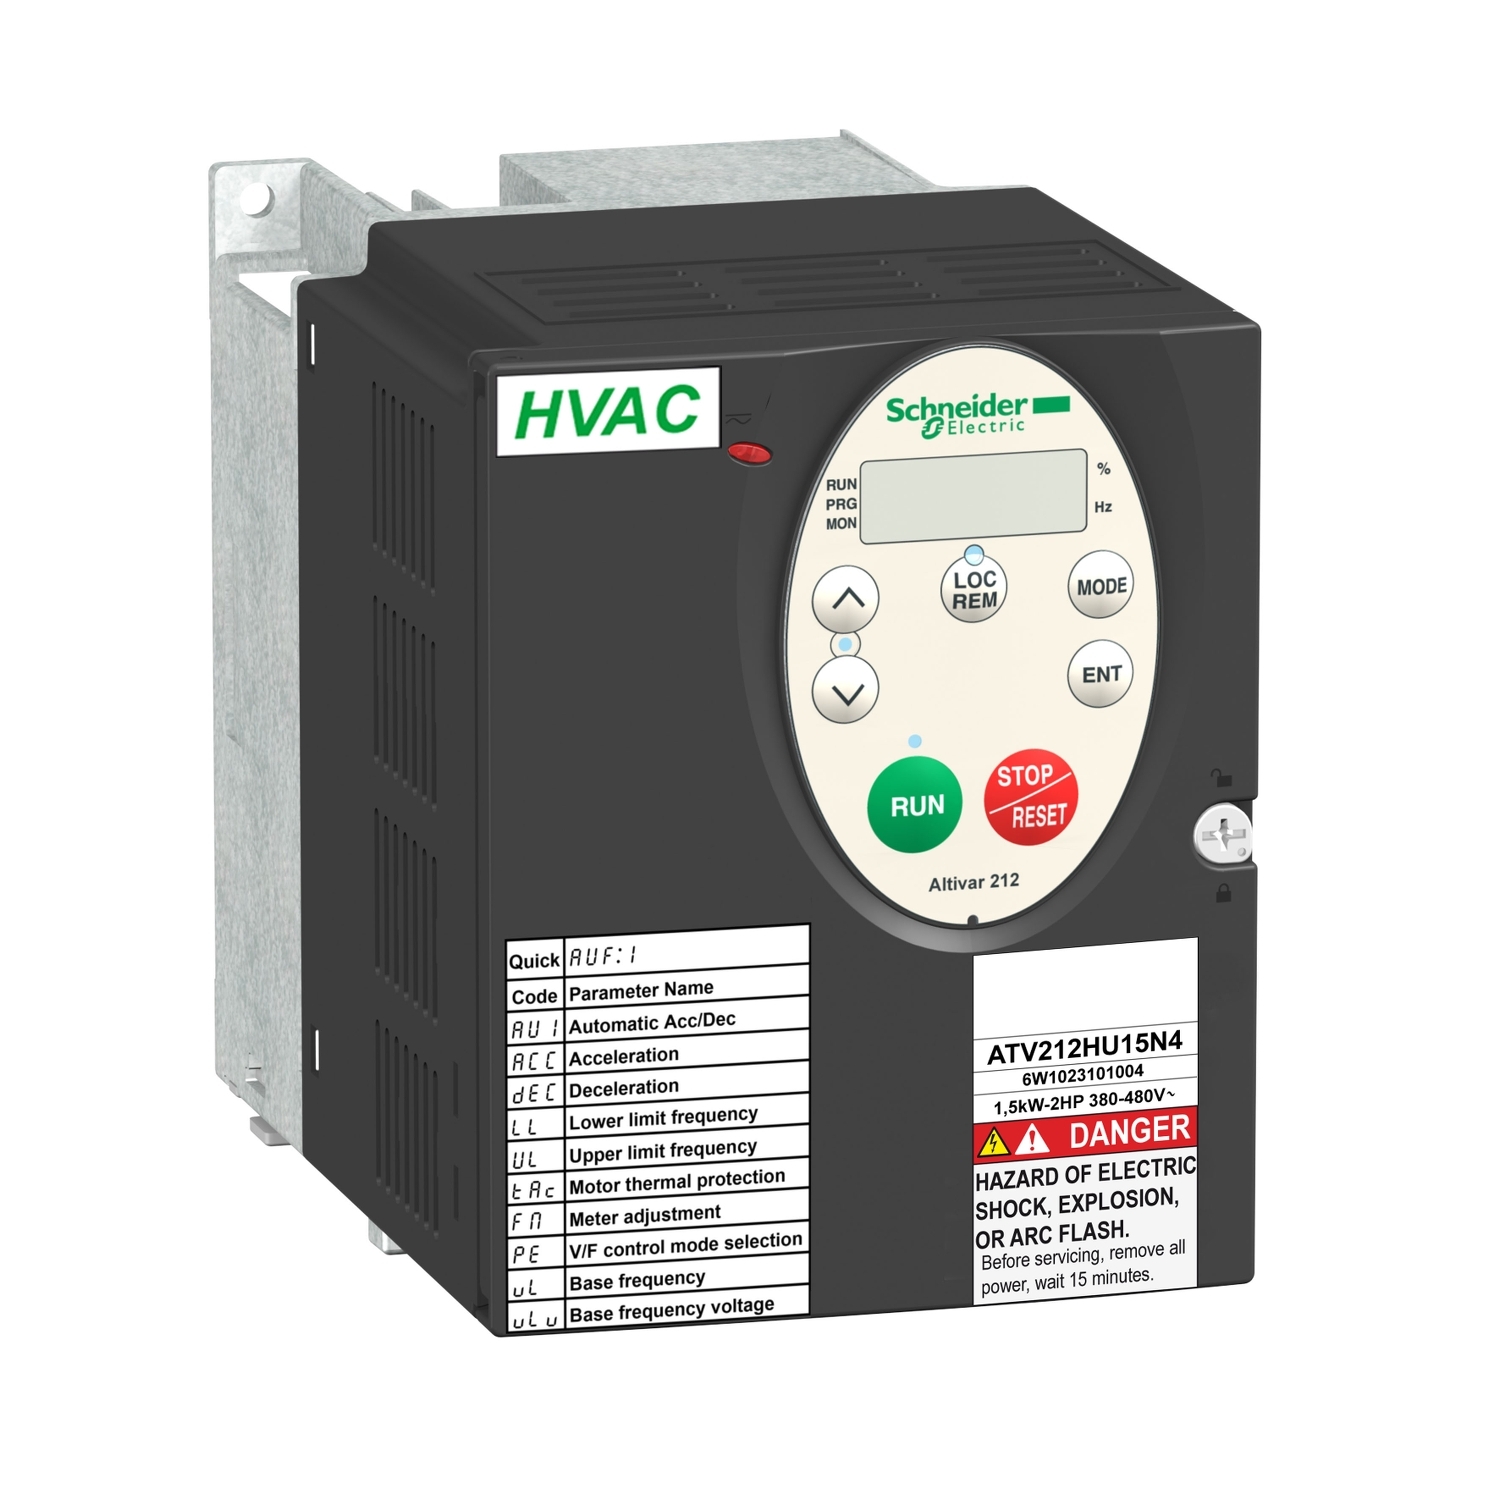 HVAC
Schneider
Electric
RUN
PRG
MON
%
Hz
LOC
REM
MODE
ENT
RUN
STOP
RESET
Altivar 212
Quick AUF:1
Code Parameter Name
AU1 Automatic Acc/Dec
ACC Acceleration
dEC Deceleration
LL Lower limit frequency
UL Upper limit frequency
tAc Motor thermal protection
FM Meter adjustment
PE V/F control mode selection
uL Base frequency
uLu Base frequency voltage
ATV212HU15N4
6W1023101004
1,5kW-2HP 380-480V~
DANGER
HAZARD OF ELECTRIC
SHOCK, EXPLOSION,
OR ARC FLASH.
Before servicing, remove all
power, wait 15 minutes.